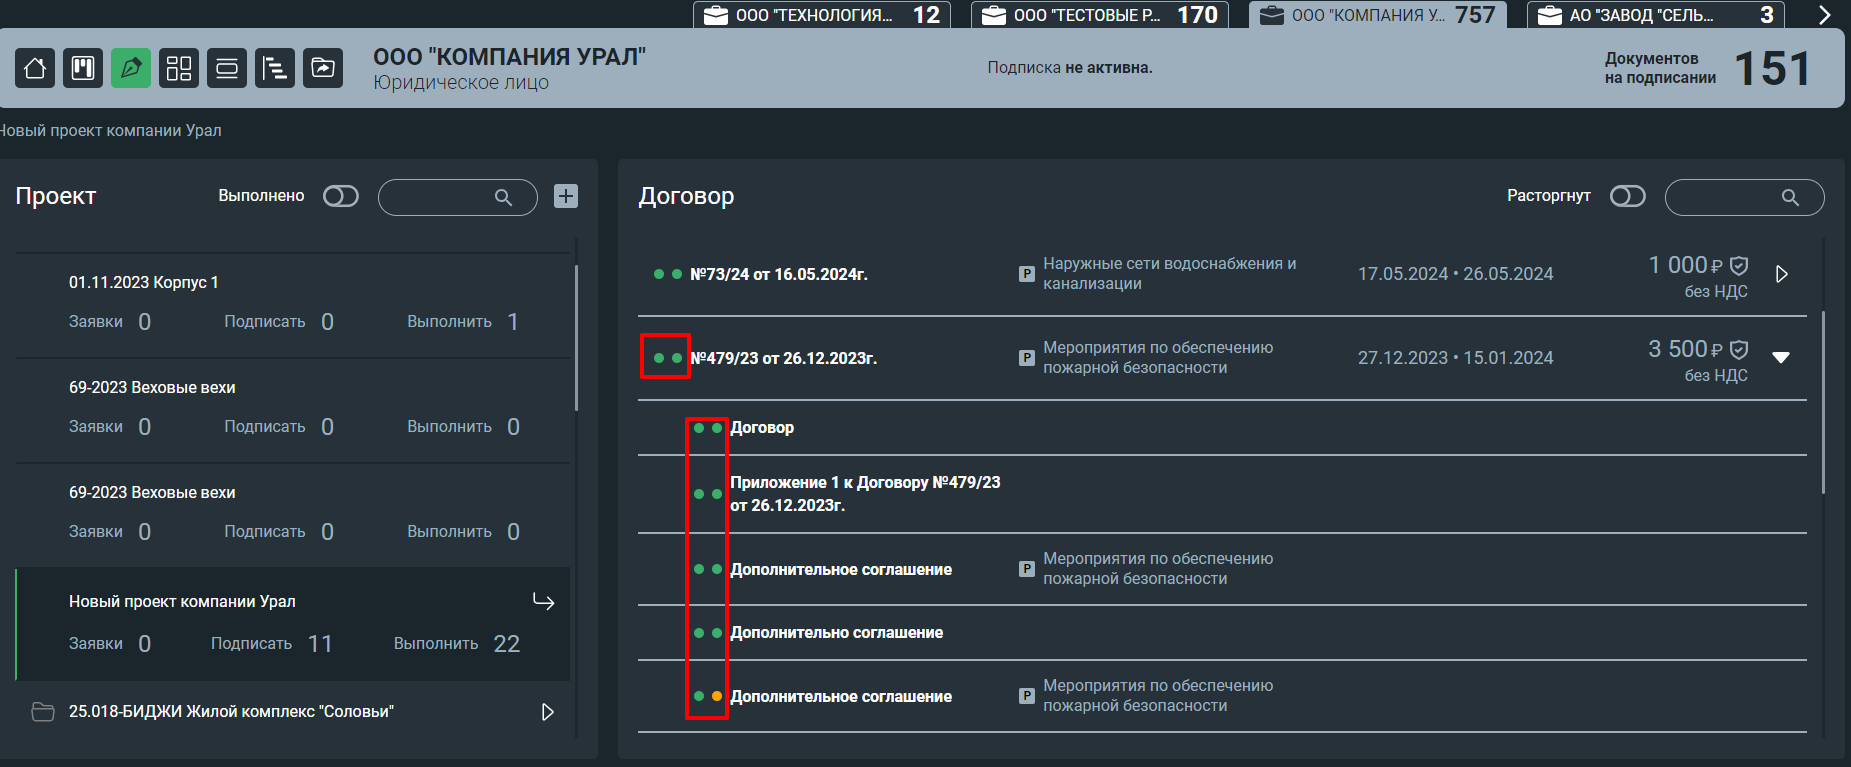 ООО "ТЕХНОЛОГИЯ... 12
ООО "ТЕСТОВЫЕ Р... 170
ООО "КОМПАНИЯ У... 757
АО "ЗАВОД "СЕЛЬ... 3
ООО "КОМПАНИЯ УРАЛ"
Юридическое лицо
Подписка не активна.
Документов
на подписании
151
Новый проект компании Урал
Проект
Выполнено
01.11.2023 Корпус 1
Заявки 0 Подписать 0 Выполнить 1
69-2023 Веховые вехи
Заявки 0 Подписать 0 Выполнить 0
69-2023 Веховые вехи
Заявки 0 Подписать 0 Выполнить 0
Новый проект компании Урал
Заявки 0 Подписать 11 Выполнить 22
25.018-БИДЖИ Жилой комплекс "Соловьи"
Договор
Расторгнут
№73/24 от 16.05.2024г.
Р
Наружные сети водоснабжения и
канализации
17.05.2024 • 26.05.2024
1 000 ₽
без НДС
№479/23 от 26.12.2023г.
Р
Мероприятия по обеспечению
пожарной безопасности
27.12.2023 • 15.01.2024
3 500 ₽
без НДС
Договор
Приложение 1 к Договору №479/23
от 26.12.2023г.
Дополнительное соглашение
Р
Мероприятия по обеспечению
пожарной безопасности
Дополнительно соглашение
Дополнительное соглашение
Р
Мероприятия по обеспечению
пожарной безопасности